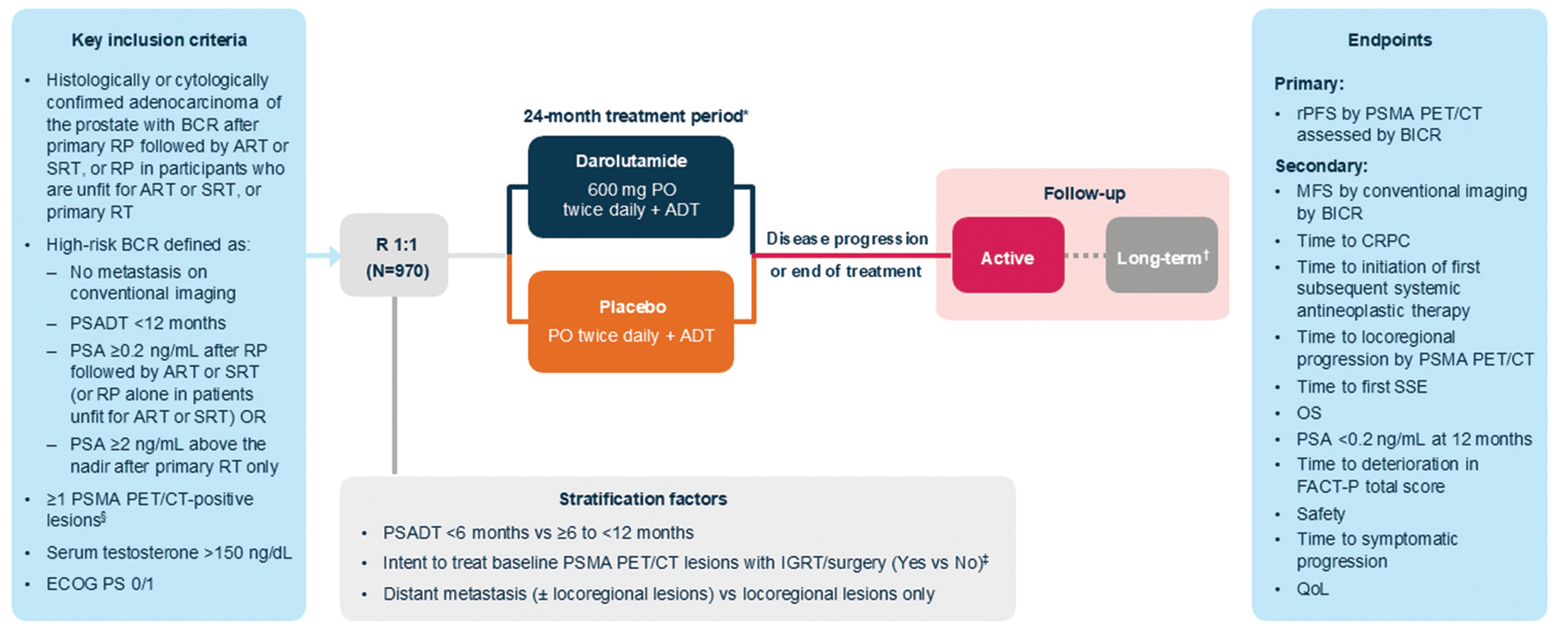 Key inclusion criteria
• Histologically or cytologically
confirmed adenocarcinoma of
the prostate with BCR after
primary RP followed by ART or
SRT, or RP in participants who
are unfit for ART or SRT, or
primary RT
• High-risk BCR defined as:
– No metastasis on
conventional imaging
– PSADT <12 months
– PSA ≥0.2 ng/mL after RP
followed by ART or SRT
(or RP alone in patients
unfit for ART or SRT) OR
– PSA ≥2 ng/mL above the
nadir after primary RT only
• ≥1 PSMA PET/CT-positive
lesions§
• Serum testosterone >150 ng/dL
• ECOG PS 0/1
R 1:1
(N=970)
24-month treatment period*
Darolutamide
600 mg PO
twice daily + ADT
Placebo
PO twice daily + ADT
Disease progression
or end of treatment
Follow-up
Active
Long-term†
Stratification factors
• PSADT <6 months vs ≥6 to <12 months
• Intent to treat baseline PSMA PET/CT lesions with IGRT/surgery (Yes vs No)‡
• Distant metastasis (± locoregional lesions) vs locoregional lesions only
Endpoints
Primary:
• rPFS by PSMA PET/CT
assessed by BICR
Secondary:
• MFS by conventional imaging
by BICR
• Time to CRPC
• Time to initiation of first
subsequent systemic
antineoplastic therapy
• Time to locoregional
progression by PSMA PET/CT
• Time to first SSE
• OS
• PSA <0.2 ng/mL at 12 months
• Time to deterioration in
FACT-P total score
• Safety
• Time to symptomatic
progression
• QoL